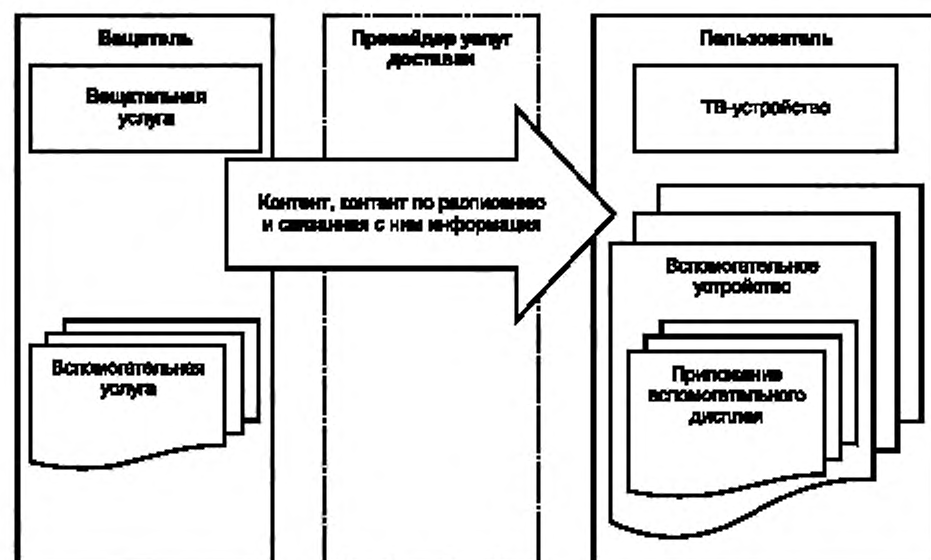 Вещатель
Провайдер услуг
доставки
Пользователь
Вещательная
услуга
ТВ-устройство
Контент, контент по расписанию
и связанная с ним информация
Вспомогательное
устройство
Вспомогательная
услуга
Приложение
вспомогательного
дисплея